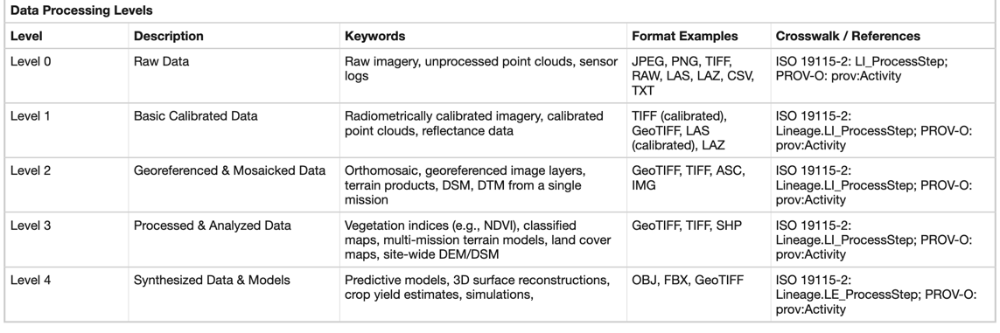 Data Processing Levels
Level Description Keywords Format Examples Crosswalk / References
Level 0 Raw Data Raw imagery, unprocessed point clouds, sensor logs JPEG, PNG, TIFF, RAW, LAS, LAZ, CSV, TXT ISO 19115-2: LI_ProcessStep; PROV-O: prov:Activity
Level 1 Basic Calibrated Data Radiometrically calibrated imagery, calibrated point clouds, reflectance data TIFF (calibrated), GeoTIFF, LAS (calibrated), LAZ ISO 19115-2: Lineage.LI_ProcessStep; PROV-O: prov:Activity
Level 2 Georeferenced & Mosaicked Data Orthomosaic, georeferenced image layers, terrain products, DSM, DTM from a single mission GeoTIFF, TIFF, ASC, IMG ISO 19115-2: Lineage.LI_ProcessStep; PROV-O: prov:Activity
Level 3 Processed & Analyzed Data Vegetation indices (e.g., NDVI), classified maps, multi-mission terrain models, land cover maps, site-wide DEM/DSM GeoTIFF, TIFF, SHP ISO 19115-2: Lineage.LI_ProcessStep; PROV-O: prov:Activity
Level 4 Synthesized Data & Models Predictive models, 3D surface reconstructions, crop yield estimates, simulations, OBJ, FBX, GeoTIFF ISO 19115-2: Lineage.LE_ProcessStep; PROV-O: prov:Activity